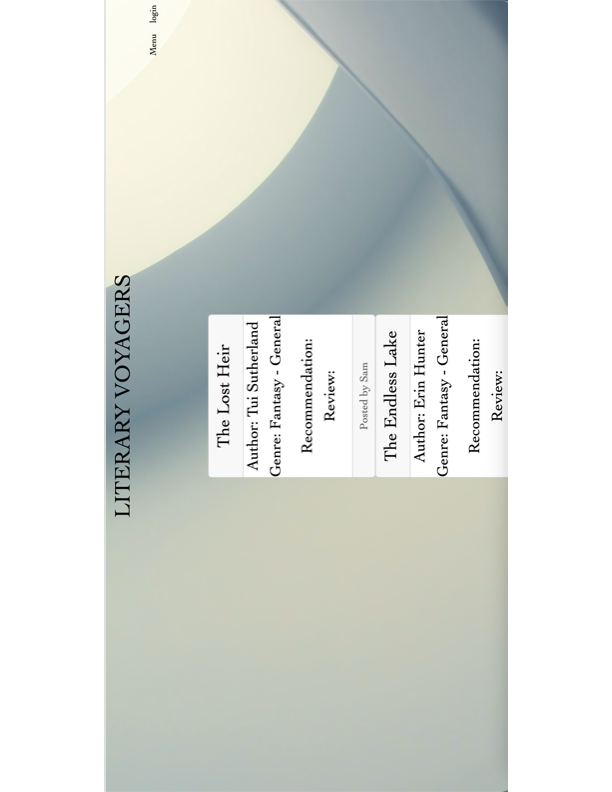 LITERARY VOYAGERS
Menu login
The Lost Heir
Author: Tui Sutherland
Genre: Fantasy - General
Recommendation:
Review:
Posted by Sam
The Endless Lake
Author: Erin Hunter
Genre: Fantasy - General
Recommendation:
Review: